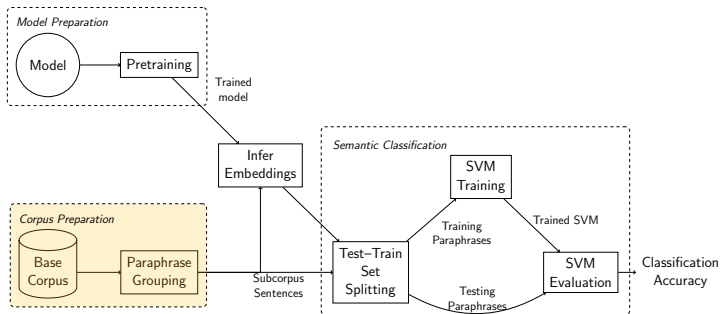 Model Preparation
Model
Pretraining
Trained
model
Infer
Embeddings
Semantic Classification
SVM
Training
Trained SVM
Training
Paraphrases
Corpus Preparation
Base
Corpus
Paraphrase
Grouping
Subcorpus
Sentences
Test–Train
Set
Splitting
Testing
Paraphrases
SVM
Evaluation
Classification
Accuracy